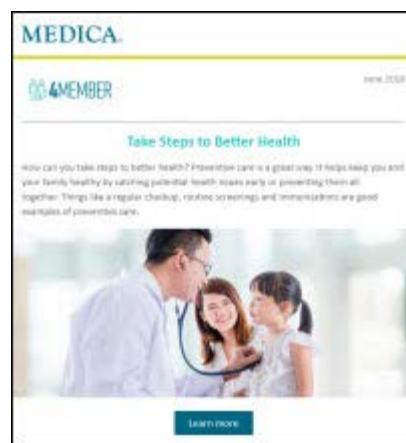 MEDICA.
4MEMBER
June 2018
Take Steps to Better Health
How can you take steps to better health? Preventive care is a great way. It helps keep you and
your family healthy by catching potential health issues early or preventing them all
together. Things like a regular checkup, routine screenings and immunizations are good
examples of preventive care.
Learn more